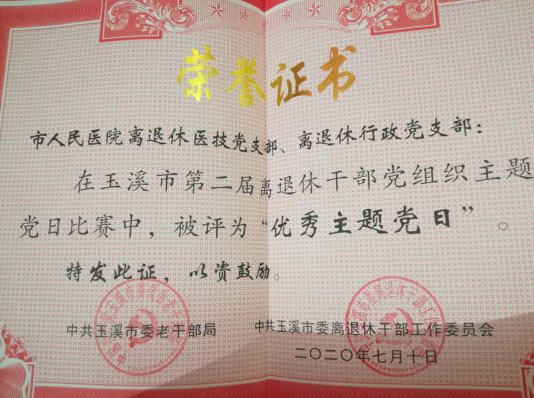 荣誉证书
市人民医院离退休医技党支部、离退休行政党支部：
在玉溪市第二届离退休干部党组织主题
党日比赛中，被评为“优秀主题党日”。
特发此证，以资鼓励。
中共玉溪市委老干部局 中共玉溪市委离退休干部工作委员会
二〇二〇年七月十日